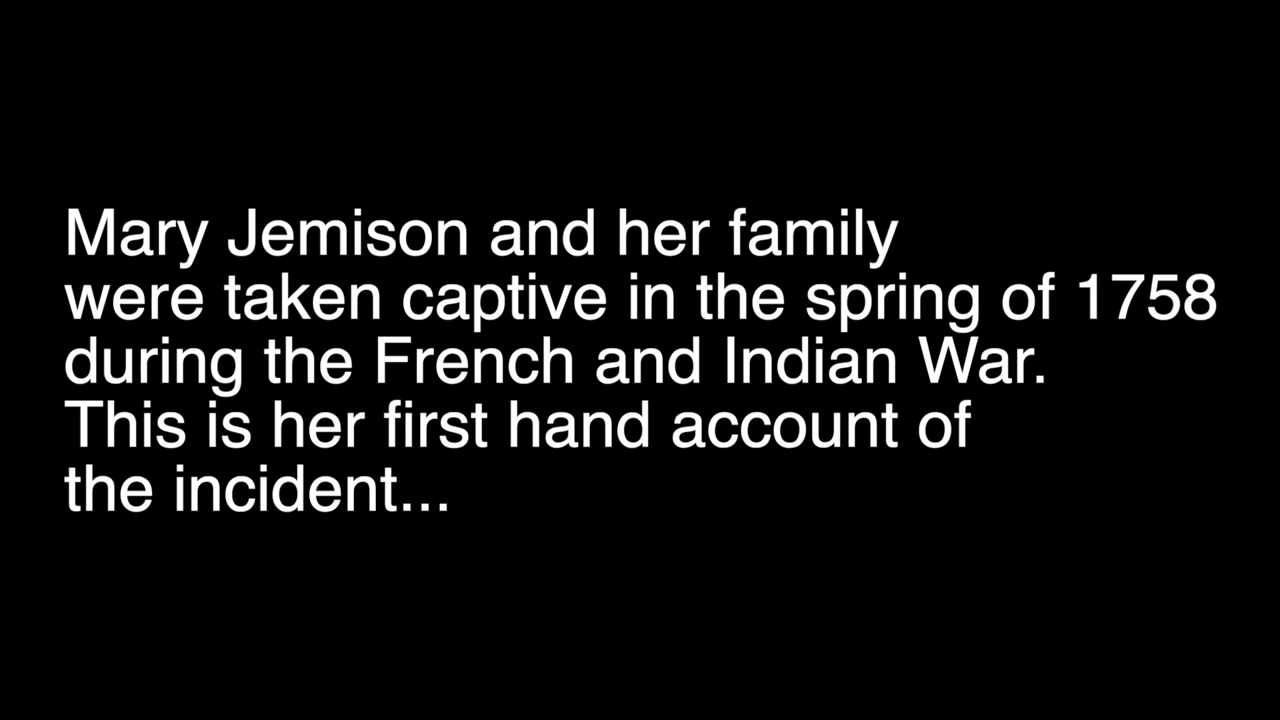 Mary Jemison and her family
were taken captive in the spring of 1758
during the French and Indian War.
This is her first hand account of
the incident...